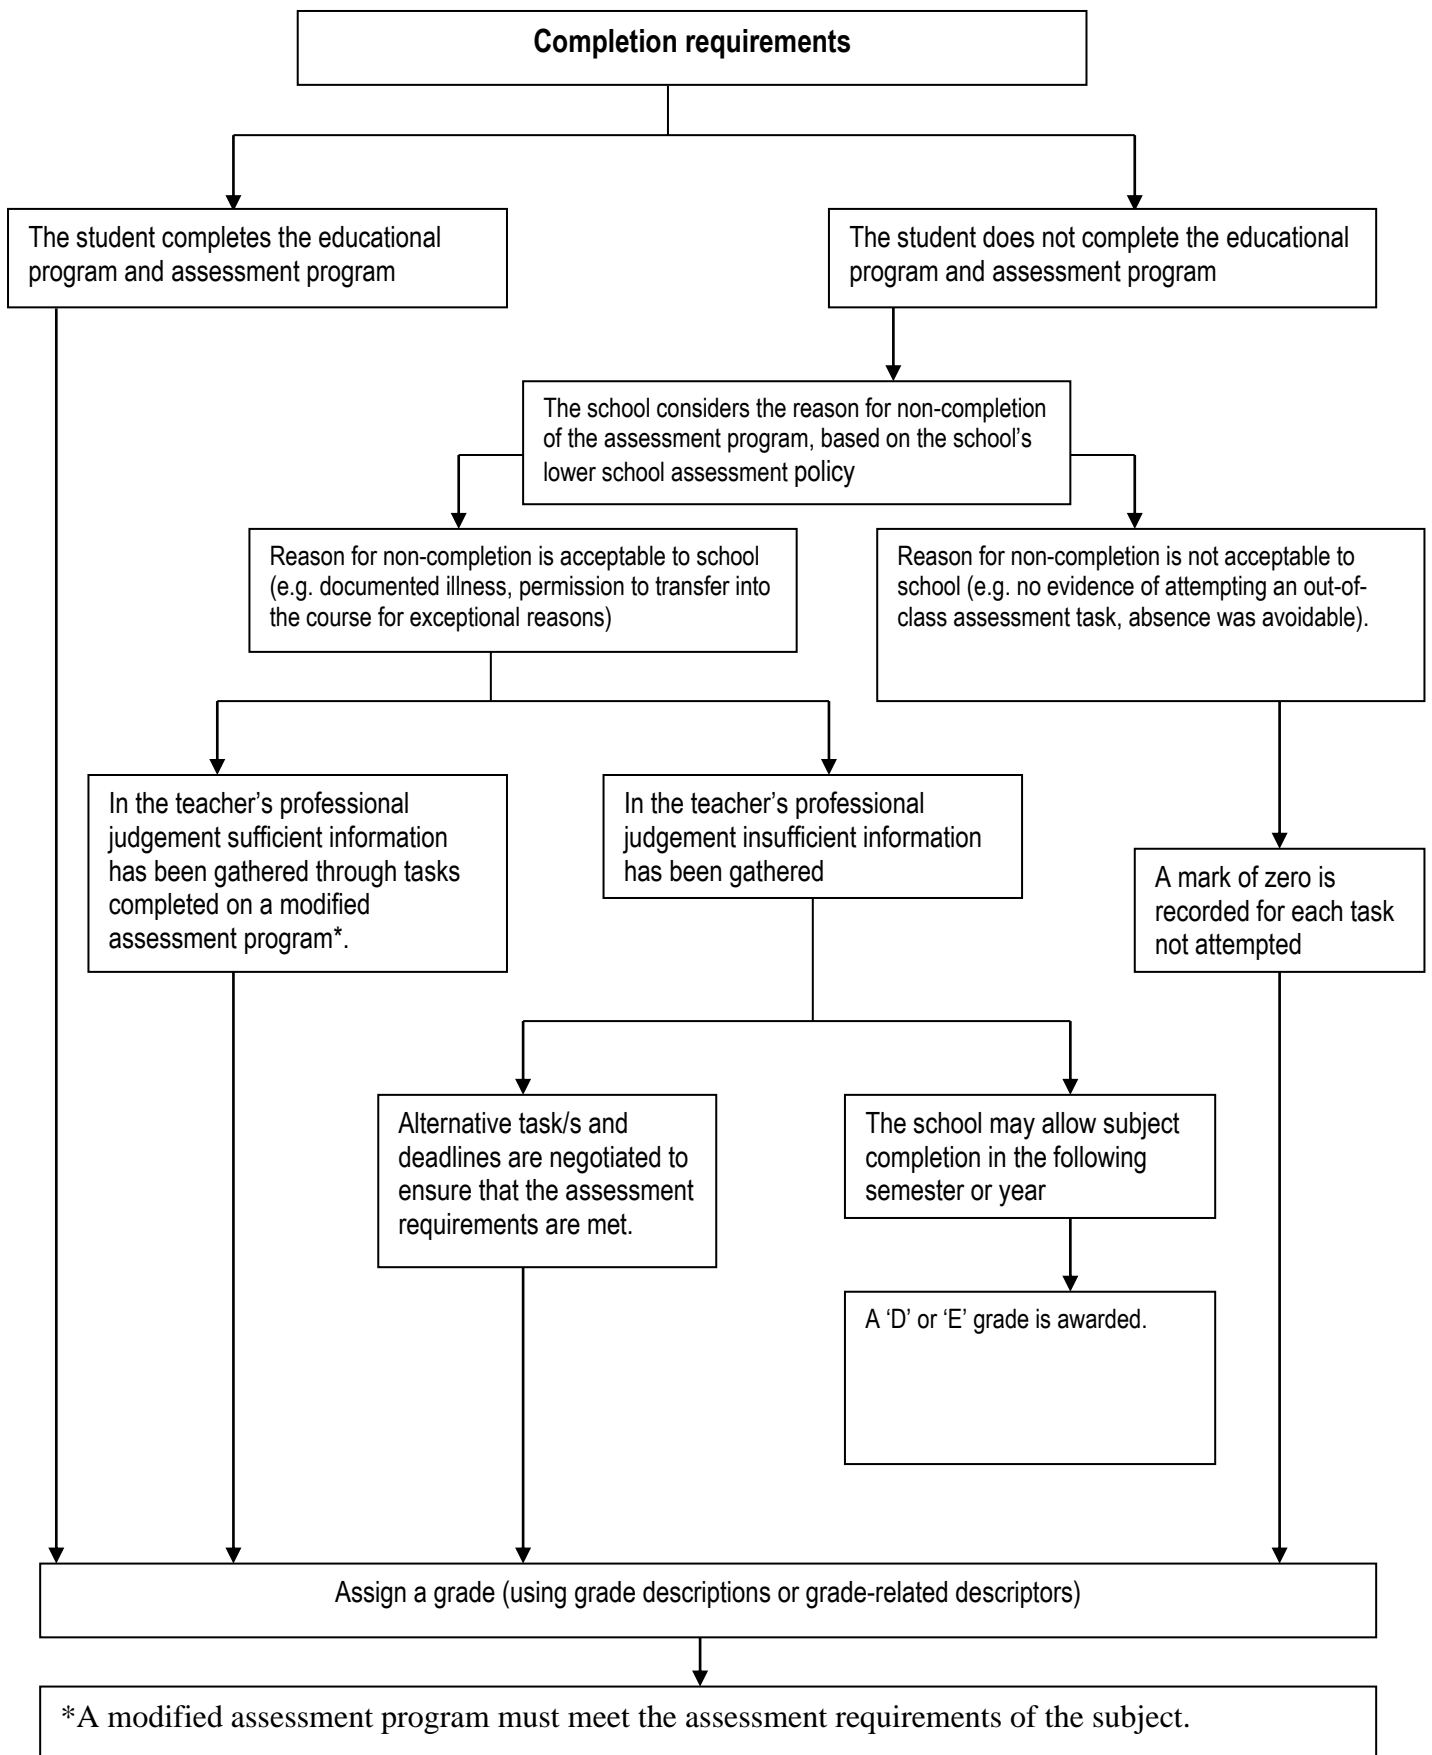 Completion requirements
The student completes the educational
program and assessment program
The student does not complete the educational
program and assessment program
The school considers the reason for non-completion
of the assessment program, based on the school’s
lower school assessment policy
Reason for non-completion is acceptable to school
(e.g. documented illness, permission to transfer into
the course for exceptional reasons)
Reason for non-completion is not acceptable to
school (e.g. no evidence of attempting an out-of-
class assessment task, absence was avoidable).
In the teacher’s professional
judgement sufficient information
has been gathered through tasks
completed on a modified
assessment program*.
In the teacher’s professional
judgement insufficient information
has been gathered
A mark of zero is
recorded for each task
not attempted
Alternative task/s and
deadlines are negotiated to
ensure that the assessment
requirements are met.
The school may allow subject
completion in the following
semester or year
A ‘D’ or ‘E’ grade is awarded.
Assign a grade (using grade descriptions or grade-related descriptors)
*A modified assessment program must meet the assessment requirements of the subject.